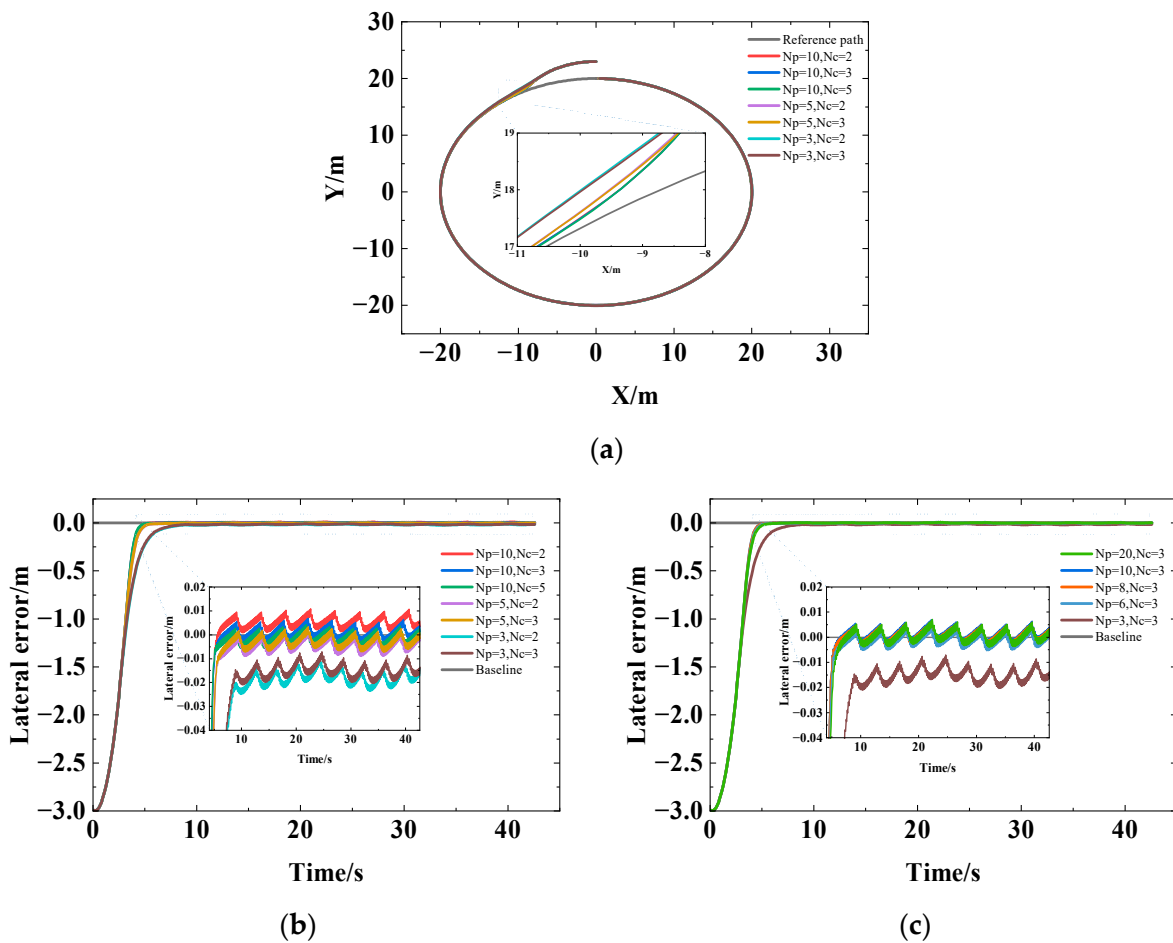 30
20
10
0
−10
−20
Y/m
−20
−10
0
10
20
30
X/m
Reference path
Np=10,Nc=2
Np=10,Nc=3
Np=10,Nc=5
Np=5,Nc=2
Np=5,Nc=3
Np=3,Nc=2
Np=3,Nc=3
19
18
17
Y/m
−11
−10
−9
−8
X/m
(a)
0.0
−0.5
−1.0
−1.5
−2.0
−2.5
−3.0
Lateral error/m
0
10
20
30
40
Time/s
Np=10,Nc=2
Np=10,Nc=3
Np=10,Nc=5
Np=5,Nc=2
Np=5,Nc=3
Np=3,Nc=2
Np=3,Nc=3
Baseline
0.02
0.01
0.00
−0.01
−0.02
−0.03
−0.04
Lateral error/m
10
20
30
40
Time/s
(b)
0.0
−0.5
−1.0
−1.5
−2.0
−2.5
−3.0
Lateral error/m
0
10
20
30
40
Time/s
Np=20,Nc=3
Np=10,Nc=3
Np=8,Nc=3
Np=6,Nc=3
Np=3,Nc=3
Baseline
0.02
0.01
0.00
−0.01
−0.02
−0.03
−0.04
Lateral error/m
10
20
30
40
Time/s
(c)